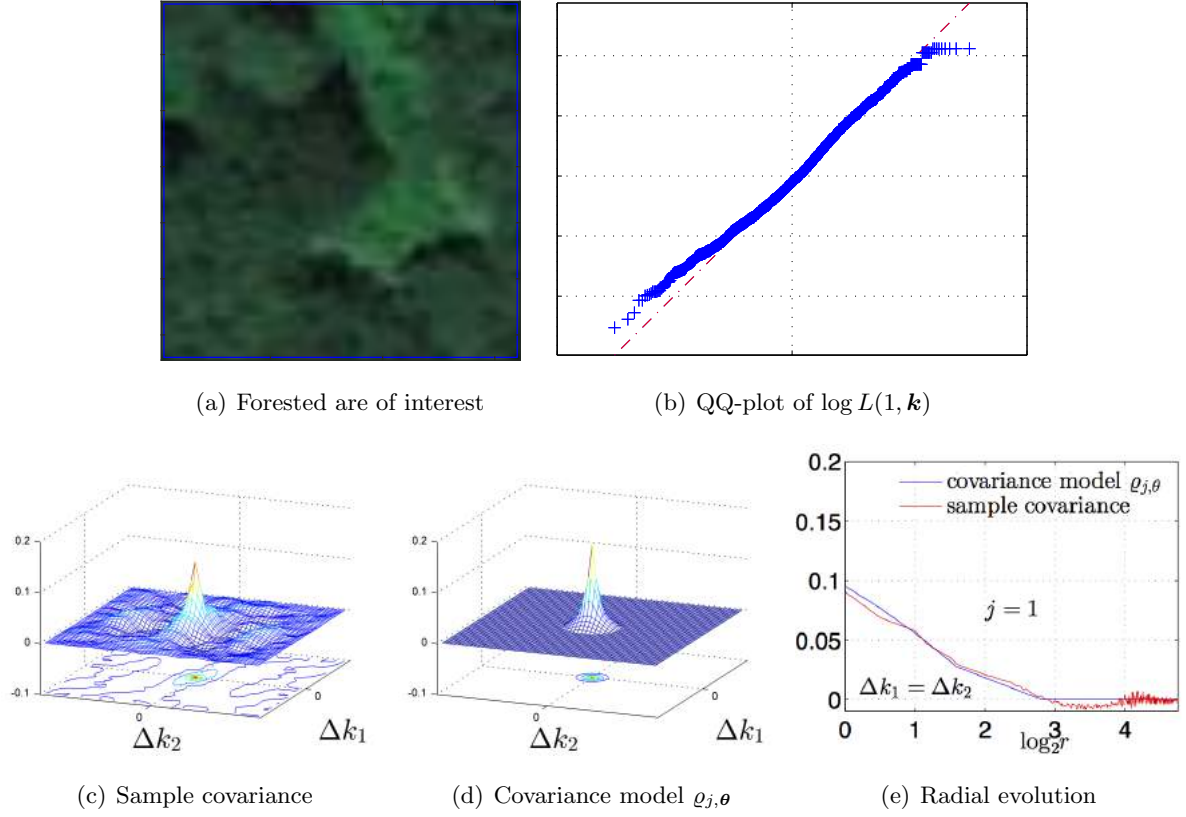 (a) Forested are of interest
(b) QQ-plot of log L(1, k)
0.2
0.1
0
-0.1
0
0
Δk₂
Δk₁
(c) Sample covariance
0.2
0.1
0
-0.1
0
0
Δk₂
Δk₁
(d) Covariance model ϱⱼ,θ
0.2
0.15
0.1
0.05
0
covariance model ϱⱼ,θ
sample covariance
j = 1
Δk₁ = Δk₂
0 1 2 3 4
log₂r
(e) Radial evolution